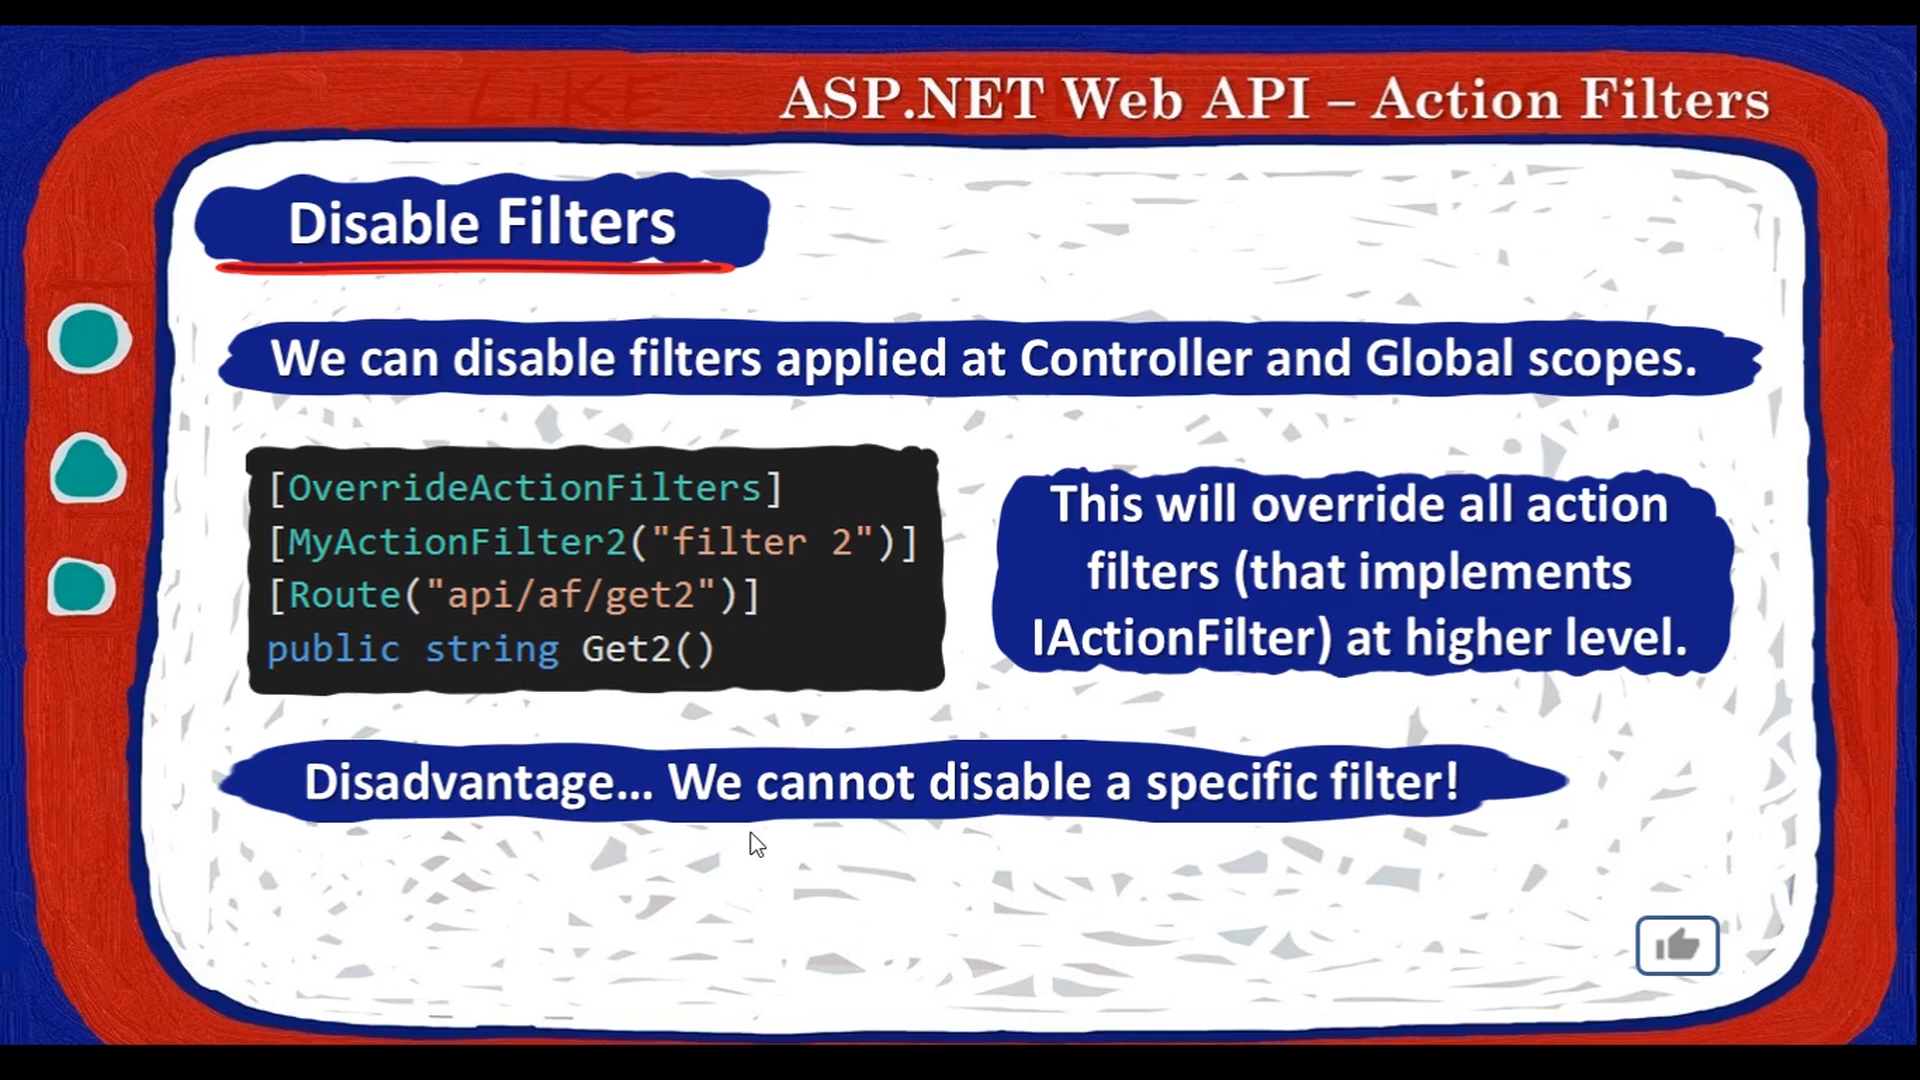 LIKE
ASP.NET Web API – Action Filters
Disable Filters
We can disable filters applied at Controller and Global scopes.
[OverrideActionFilters]
[MyActionFilter2("filter 2")]
[Route("api/af/get2")]
public string Get2()
This will override all action
filters (that implements
IActionFilter) at higher level.
Disadvantage... We cannot disable a specific filter!